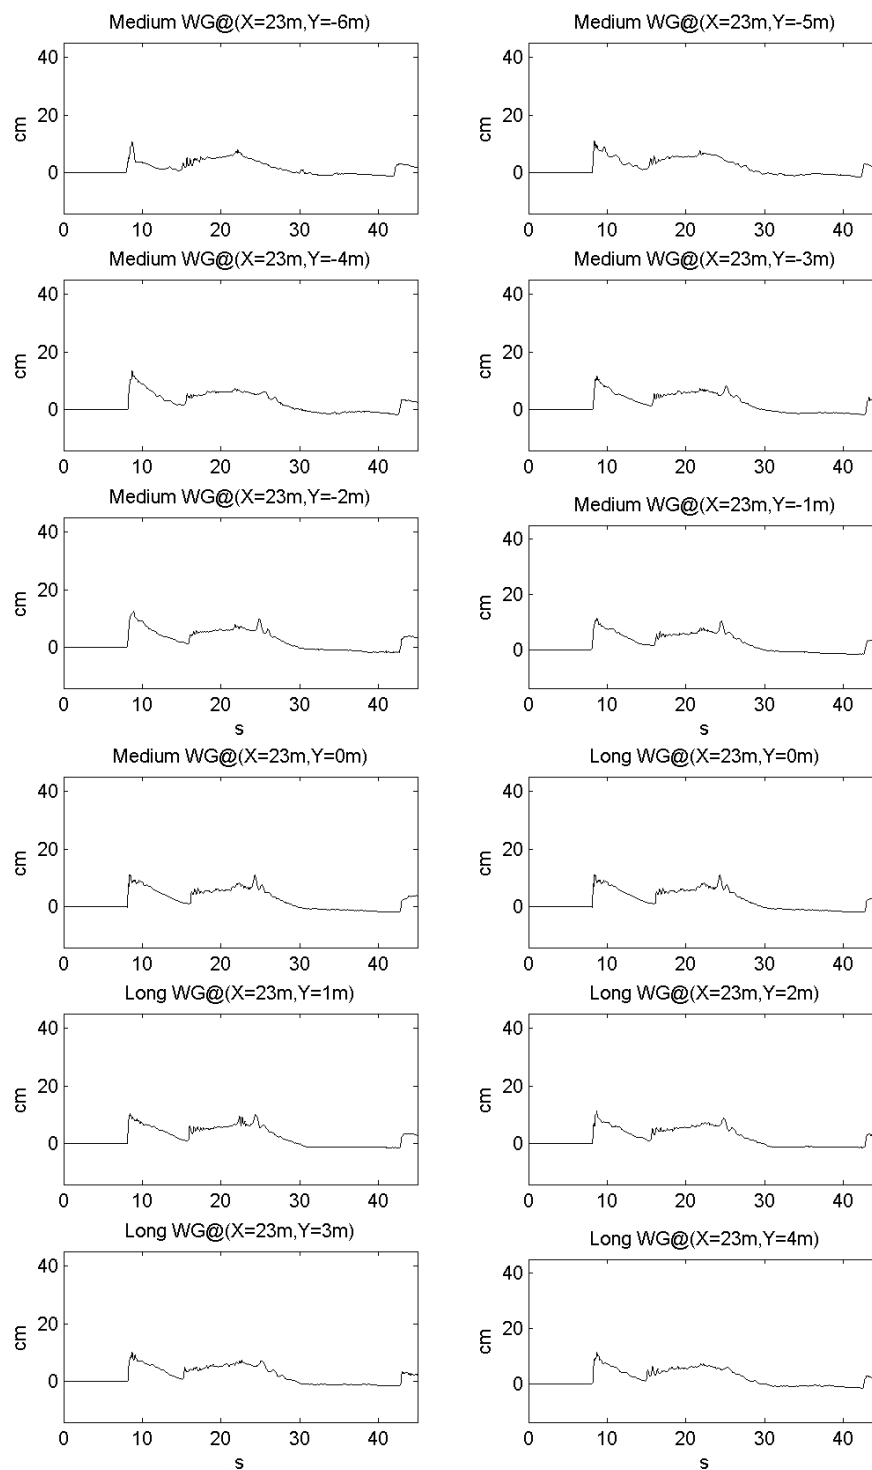 Medium WG@(X=23m,Y=-6m)
Medium WG@(X=23m,Y=-5m)
40
20
0
cm
0 10 20 30 40
40
20
0
cm
0 10 20 30 40
Medium WG@(X=23m,Y=-4m)
Medium WG@(X=23m,Y=-3m)
40
20
0
cm
0 10 20 30 40
40
20
0
cm
0 10 20 30 40
Medium WG@(X=23m,Y=-2m)
Medium WG@(X=23m,Y=-1m)
40
20
0
cm
0 10 20 30 40
s
40
20
0
cm
0 10 20 30 40
s
Medium WG@(X=23m,Y=0m)
Long WG@(X=23m,Y=0m)
40
20
0
cm
0 10 20 30 40
40
20
0
cm
0 10 20 30 40
Long WG@(X=23m,Y=1m)
Long WG@(X=23m,Y=2m)
40
20
0
cm
0 10 20 30 40
40
20
0
cm
0 10 20 30 40
Long WG@(X=23m,Y=3m)
Long WG@(X=23m,Y=4m)
40
20
0
cm
0 10 20 30 40
s
40
20
0
cm
0 10 20 30 40
s